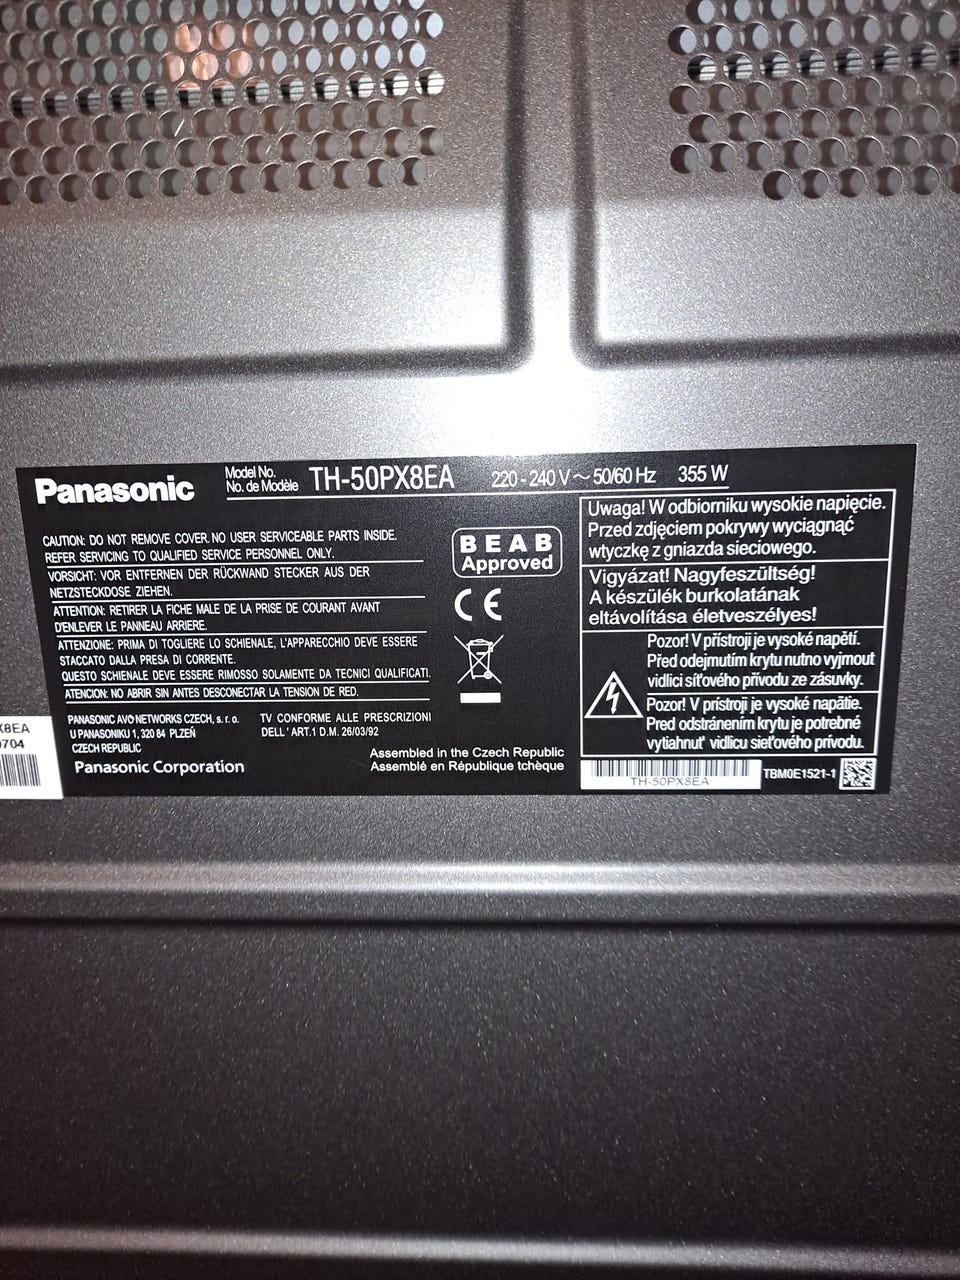 Panasonic
Model No.
No. de Modèle
TH-50PX8EA
220 - 240 V ~ 50/60 Hz 355 W
CAUTION: DO NOT REMOVE COVER. NO USER SERVICEABLE PARTS INSIDE.
REFER SERVICING TO QUALIFIED SERVICE PERSONNEL ONLY.
VORSICHT: VOR ENTFERNEN DER RÜCKWAND STECKER AUS DER
NETZSTECKDOSE ZIEHEN.
ATTENTION: RETIRER LA FICHE MALE DE LA PRISE DE COURANT AVANT
D'ENLEVER LE PANNEAU ARRIERE.
ATTENZIONE: PRIMA DI TOGLIERE LO SCHIENALE, L'APPARECCHIO DEVE ESSERE
STACCATO DALLA PRESA DI CORRENTE.
QUESTO SCHIENALE DEVE ESSERE RIMOSSO SOLAMENTE DA TECNICI QUALIFICATI.
ATENCION: NO ABRIR SIN ANTES DESCONECTAR LA TENSION DE RED.
PANASONIC AVC NETWORKS CZECH, s. r. o.
U PANASONIKU 1, 320 84 PLZEŇ
CZECH REPUBLIC
Panasonic Corporation
TV CONFORME ALLE PRESCRIZIONI
DELL' ART.1 D.M. 26/03/92
Assembled in the Czech Republic
Assemblé en République tchèque
BEAB
Approved
CE
Uwaga! W odbiorniku wysokie napięcie.
Przed zdjęciem pokrywy wyciągnąć
wtyczkę z gniazda sieciowego.
Vigyázat! Nagyfeszültség!
A készülék burkolatának
eltávolítása életveszélyes!
Pozor! V přístroji je vysoké napětí.
Před odejmutím krytu nutno vyjmout
vidlici síťového přívodu ze zásuvky.
Pozor! V prístroji je vysoké napätie.
Pred odstránením krytu je potrebné
vytiahnuť vidlicu sieťového prívodu.
TH-50PX8EA
TBM0E1521-1
X8EA
0704